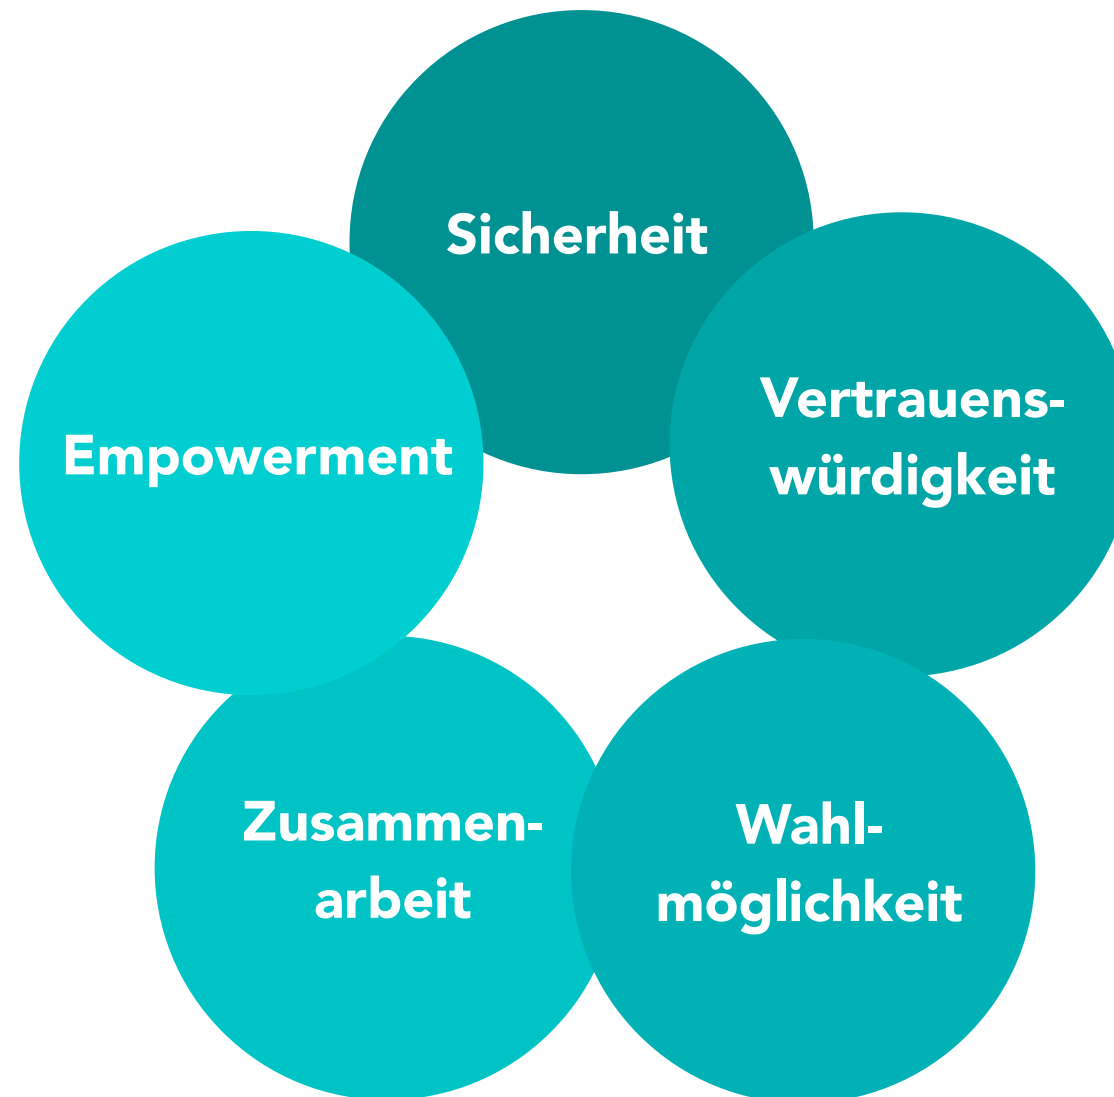 Sicherheit
Vertrauens-
würdigkeit
Wahl-
möglichkeit
Zusammen-
arbeit
Empowerment